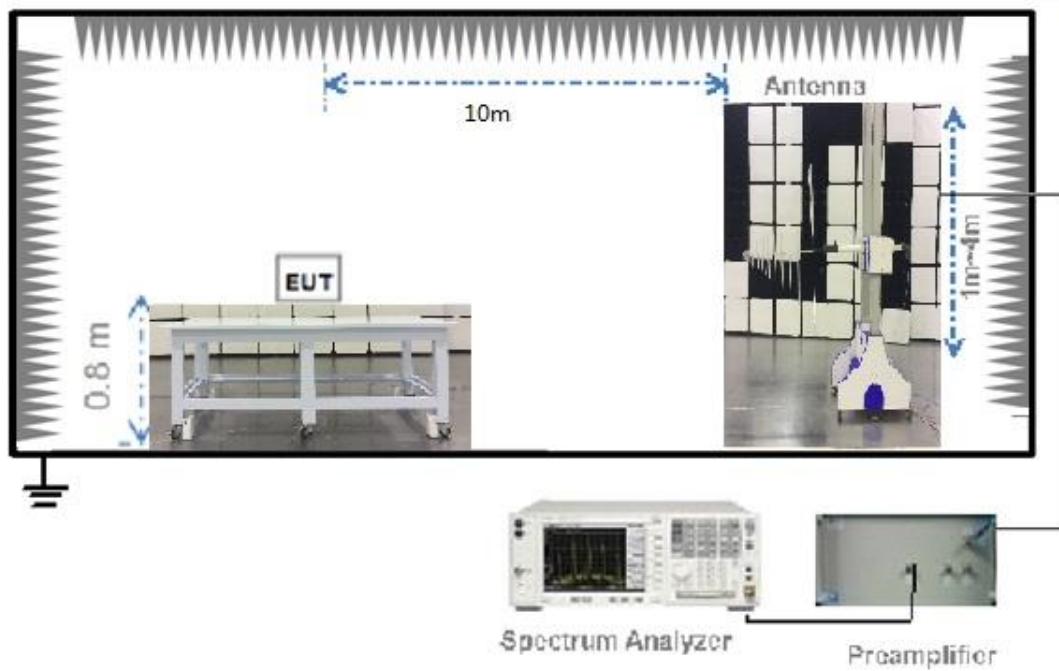 Antenna
10m
1m~4m
EUT
0.8 m
Spectrum Analyzer
Preamplifier